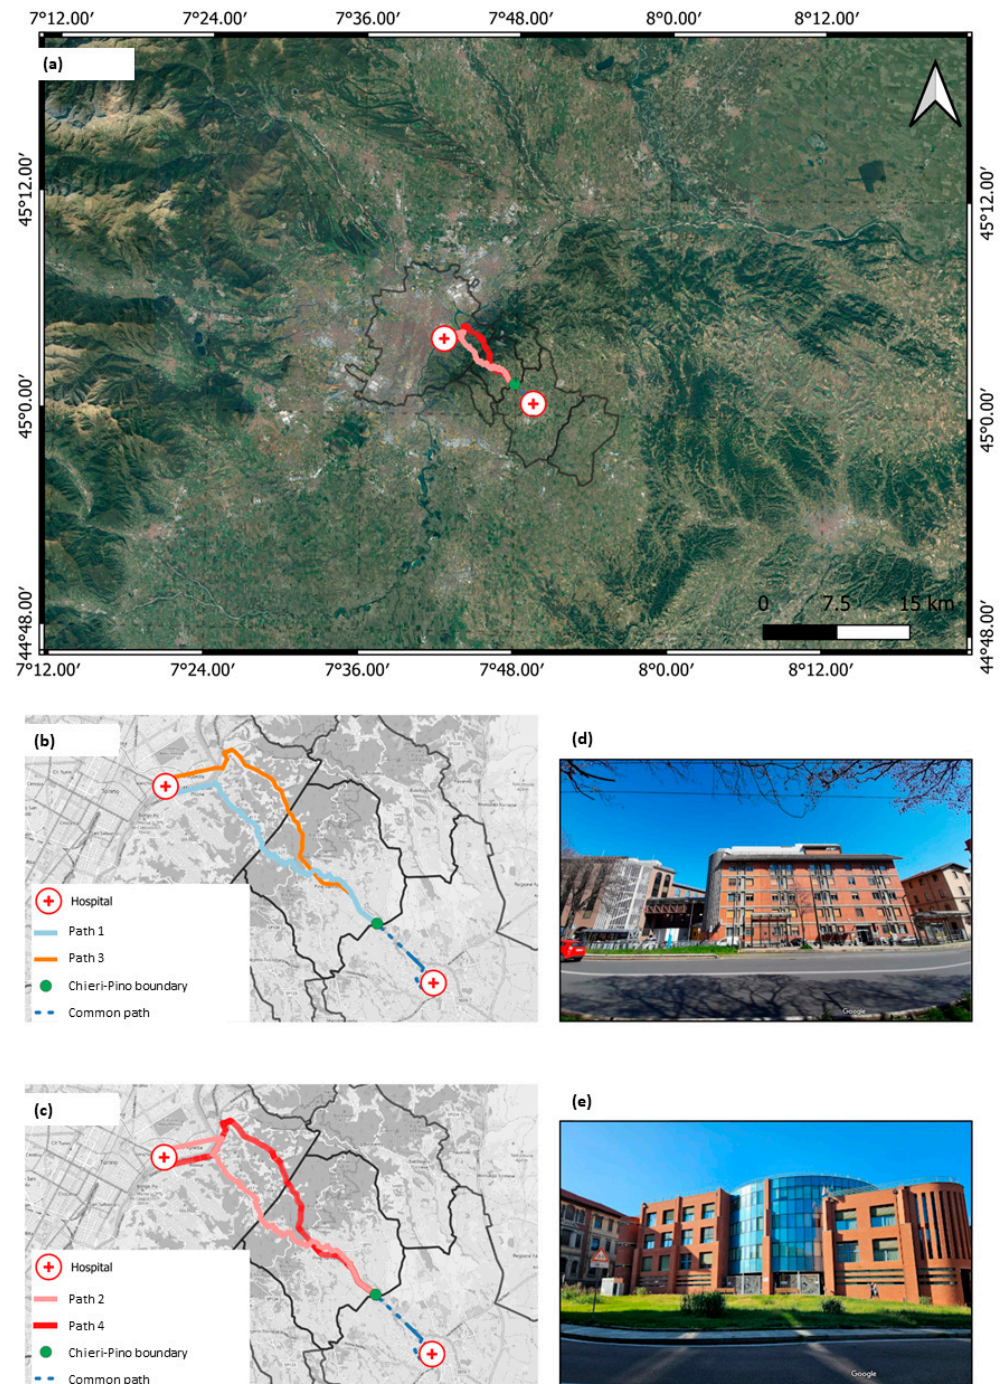 7°12.00′ 7°24.00′ 7°36.00′ 7°48.00′ 8°0.00′ 8°12.00′
(a)
45°12.00′ 45°12.00′
45°0.00′ 45°0.00′
44°48.00′ 44°48.00′
0 7.5 15 km
7°12.00′ 7°24.00′ 7°36.00′ 7°48.00′ 8°0.00′ 8°12.00′
(b)
Torino
Hospital
Path 1
Path 3
Chieri-Pino boundary
Common path
(d)
Google
(c)
Torino
Hospital
Path 2
Path 4
Chieri-Pino boundary
Common path
(e)
Google